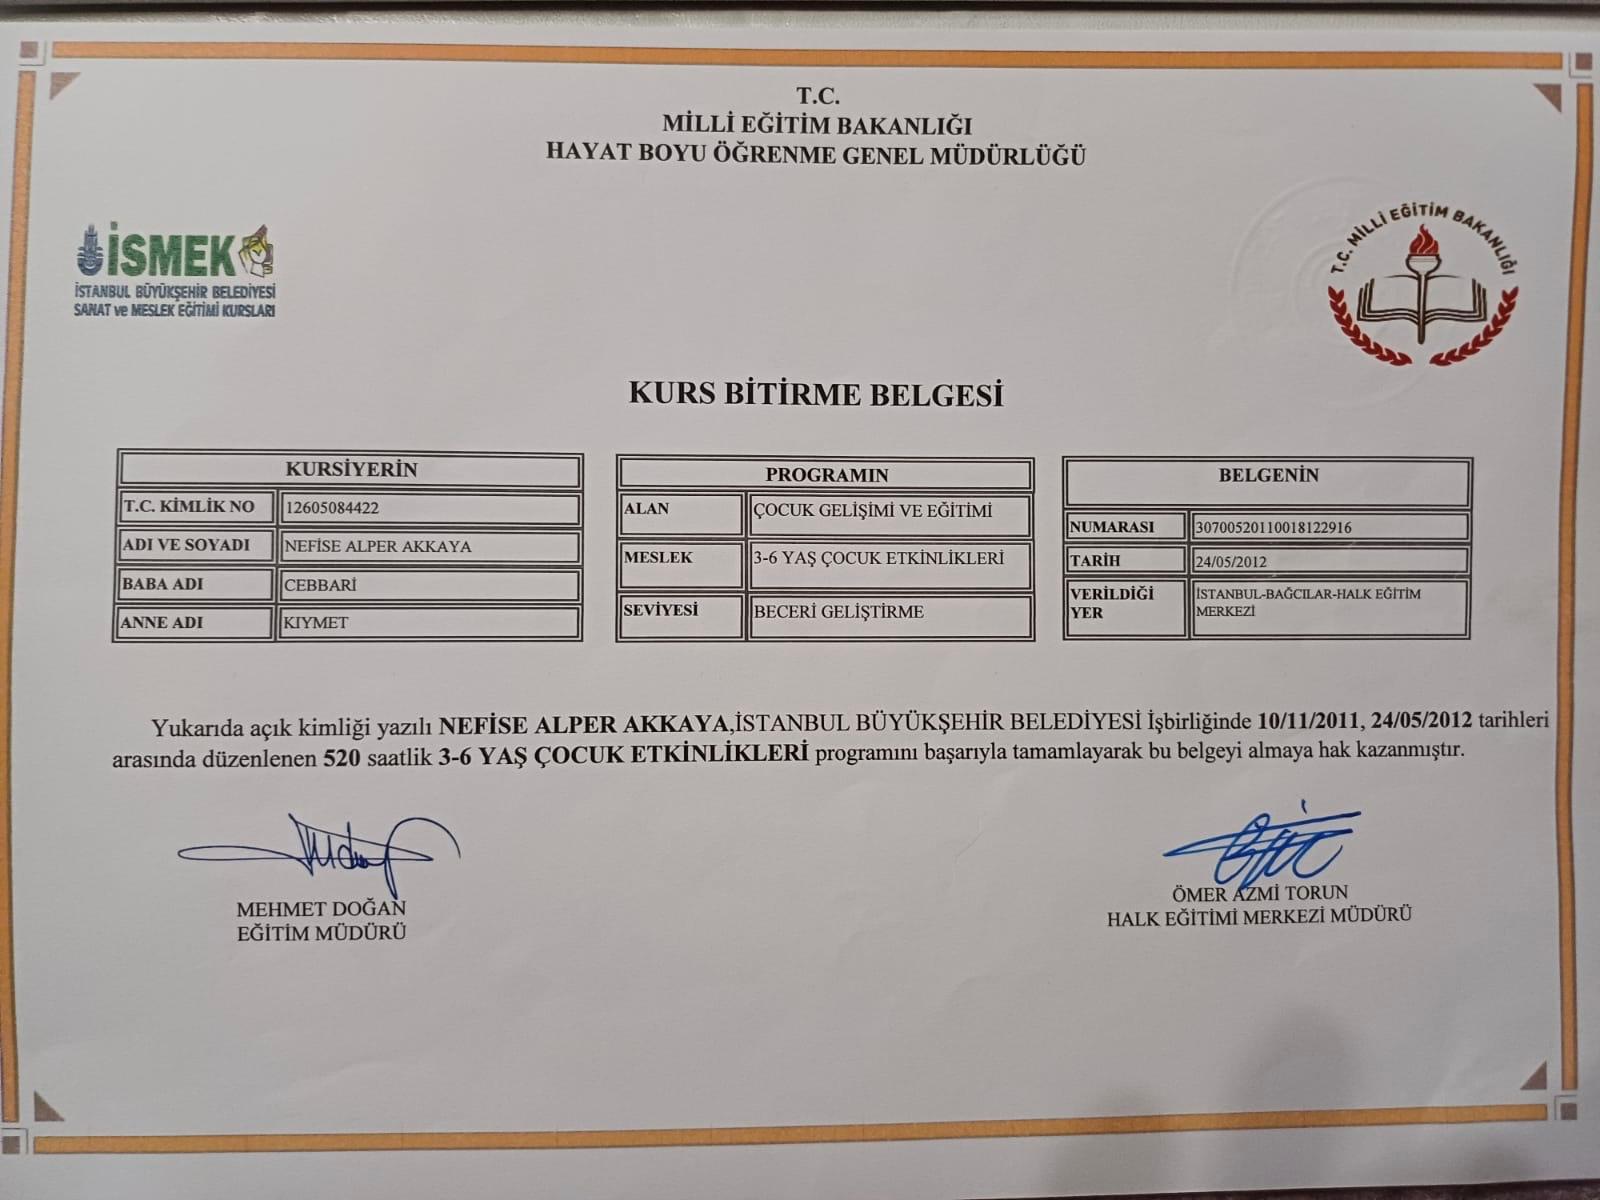 T.C.
MİLLİ EĞİTİM BAKANLIĞI
HAYAT BOYU ÖĞRENME GENEL MÜDÜRLÜĞÜ
İSMEK
İSTANBUL BÜYÜKŞEHİR BELEDİYESİ
SANAT ve MESLEK EĞİTİMİ KURSLARI
T.C. MİLLİ EĞİTİM BAKANLIĞI
KURS BİTİRME BELGESİ
KURSİYERİN
T.C. KİMLİK NO 12605084422
ADI VE SOYADI NEFİSE ALPER AKKAYA
BABA ADI CEBBARİ
ANNE ADI KIYMET
PROGRAMIN
ALAN ÇOCUK GELİŞİMİ VE EĞİTİMİ
MESLEK 3-6 YAŞ ÇOCUK ETKİNLİKLERİ
SEVİYESİ BECERİ GELİŞTİRME
BELGENİN
NUMARASI 30700520110018122916
TARİH 24/05/2012
VERİLDİĞİ YER İSTANBUL-BAĞCILAR-HALK EĞİTİM MERKEZİ
Yukarıda açık kimliği yazılı NEFİSE ALPER AKKAYA,İSTANBUL BÜYÜKŞEHİR BELEDİYESİ İşbirliğinde 10/11/2011, 24/05/2012 tarihleri
arasında düzenlenen 520 saatlik 3-6 YAŞ ÇOCUK ETKİNLİKLERİ programını başarıyla tamamlayarak bu belgeyi almaya hak kazanmıştır.
MEHMET DOĞAN
EĞİTİM MÜDÜRÜ
ÖMER AZMİ TORUN
HALK EĞİTİMİ MERKEZİ MÜDÜRÜ